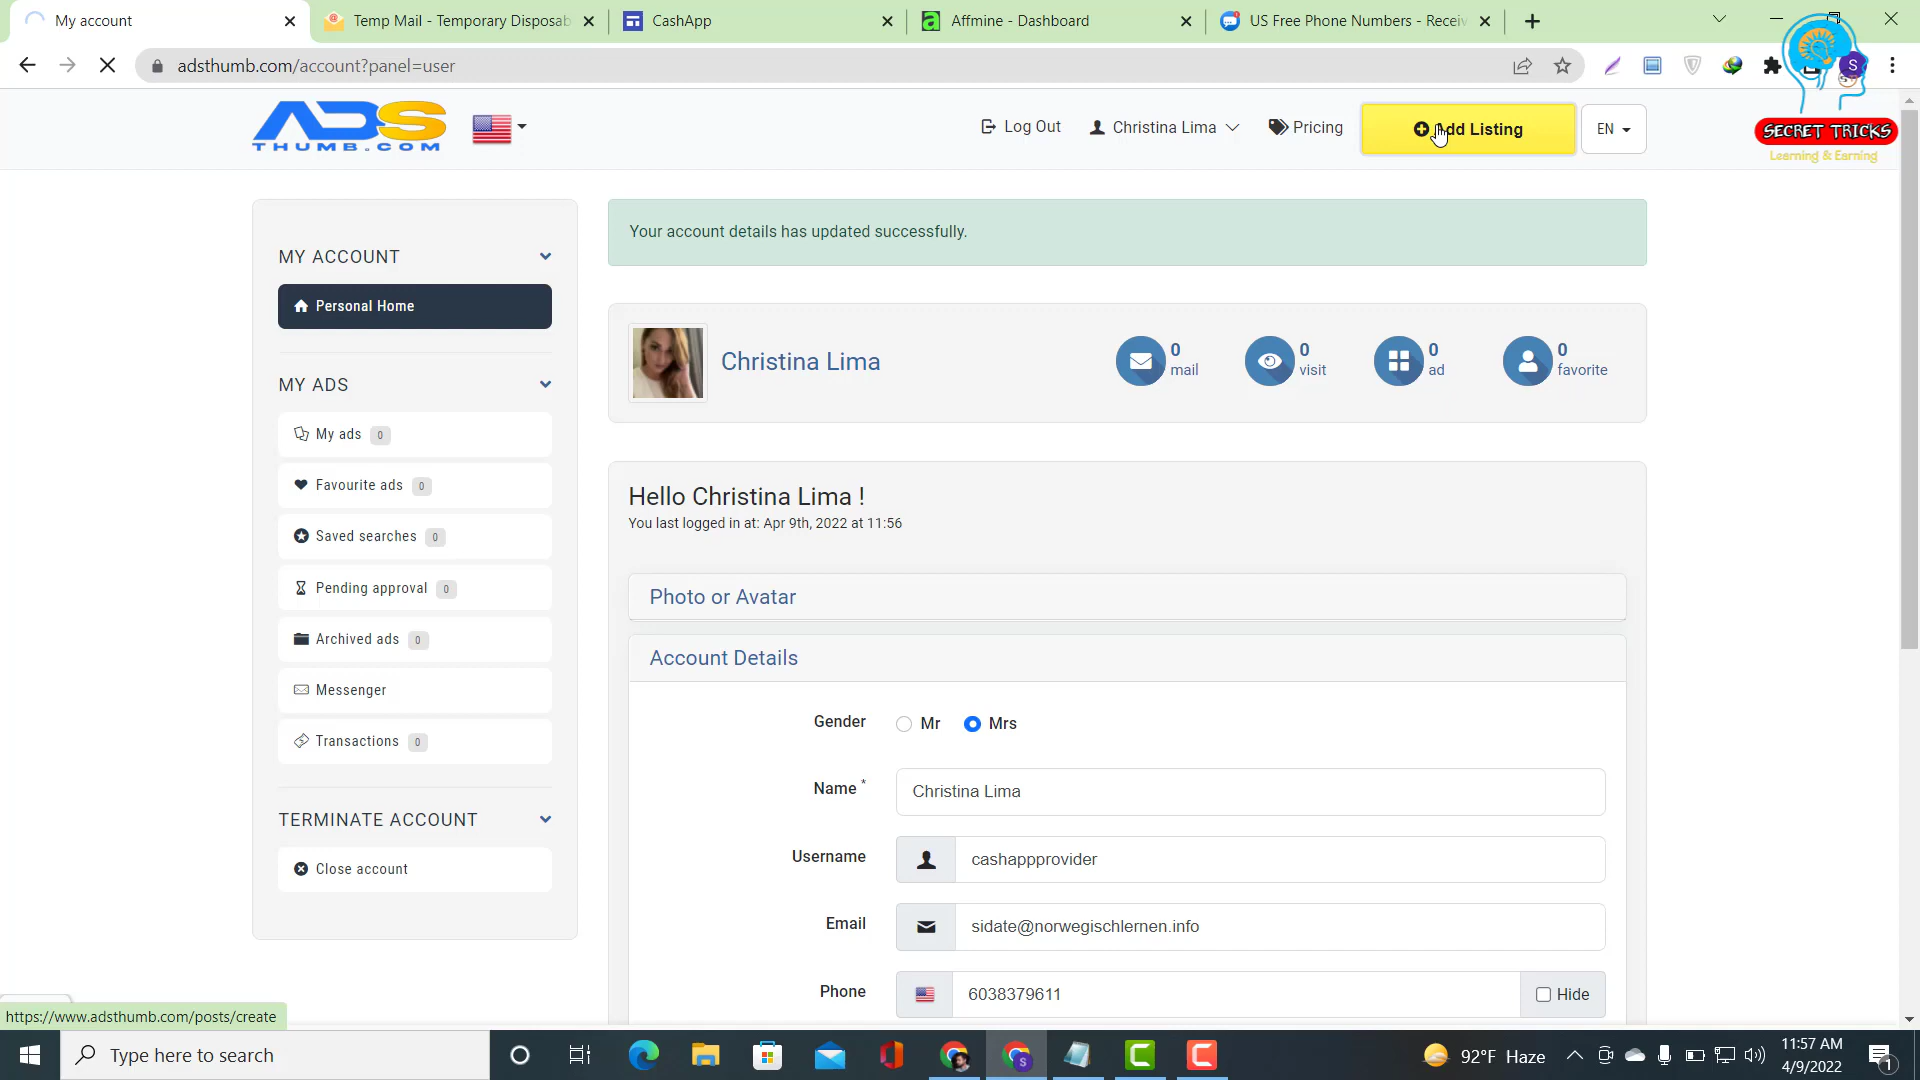 My account
Temp Mail - Temporary Disposab
CashApp
Affmine - Dashboard
US Free Phone Numbers - Receiv
adsthumb.com/account?panel=user
S
ADS
THUMB.COM
Log Out
Christina Lima
Pricing
Add Listing
EN
SECRET TRICKS
Learning & Earning
MY ACCOUNT
Personal Home
MY ADS
My ads 0
Favourite ads 0
Saved searches 0
Pending approval 0
Archived ads 0
Messenger
Transactions 0
TERMINATE ACCOUNT
Close account
Your account details has updated successfully.
Christina Lima
0 mail
0 visit
0 ad
0 favorite
Hello Christina Lima !
You last logged in at: Apr 9th, 2022 at 11:56
Photo or Avatar
Account Details
Gender Mr Mrs
Name * Christina Lima
Username cashappprovider
Email sidate@norwegischlernen.info
Phone 6038379611 Hide
https://www.adsthumb.com/posts/create
Type here to search
92°F Haze
11:57 AM
4/9/2022
1